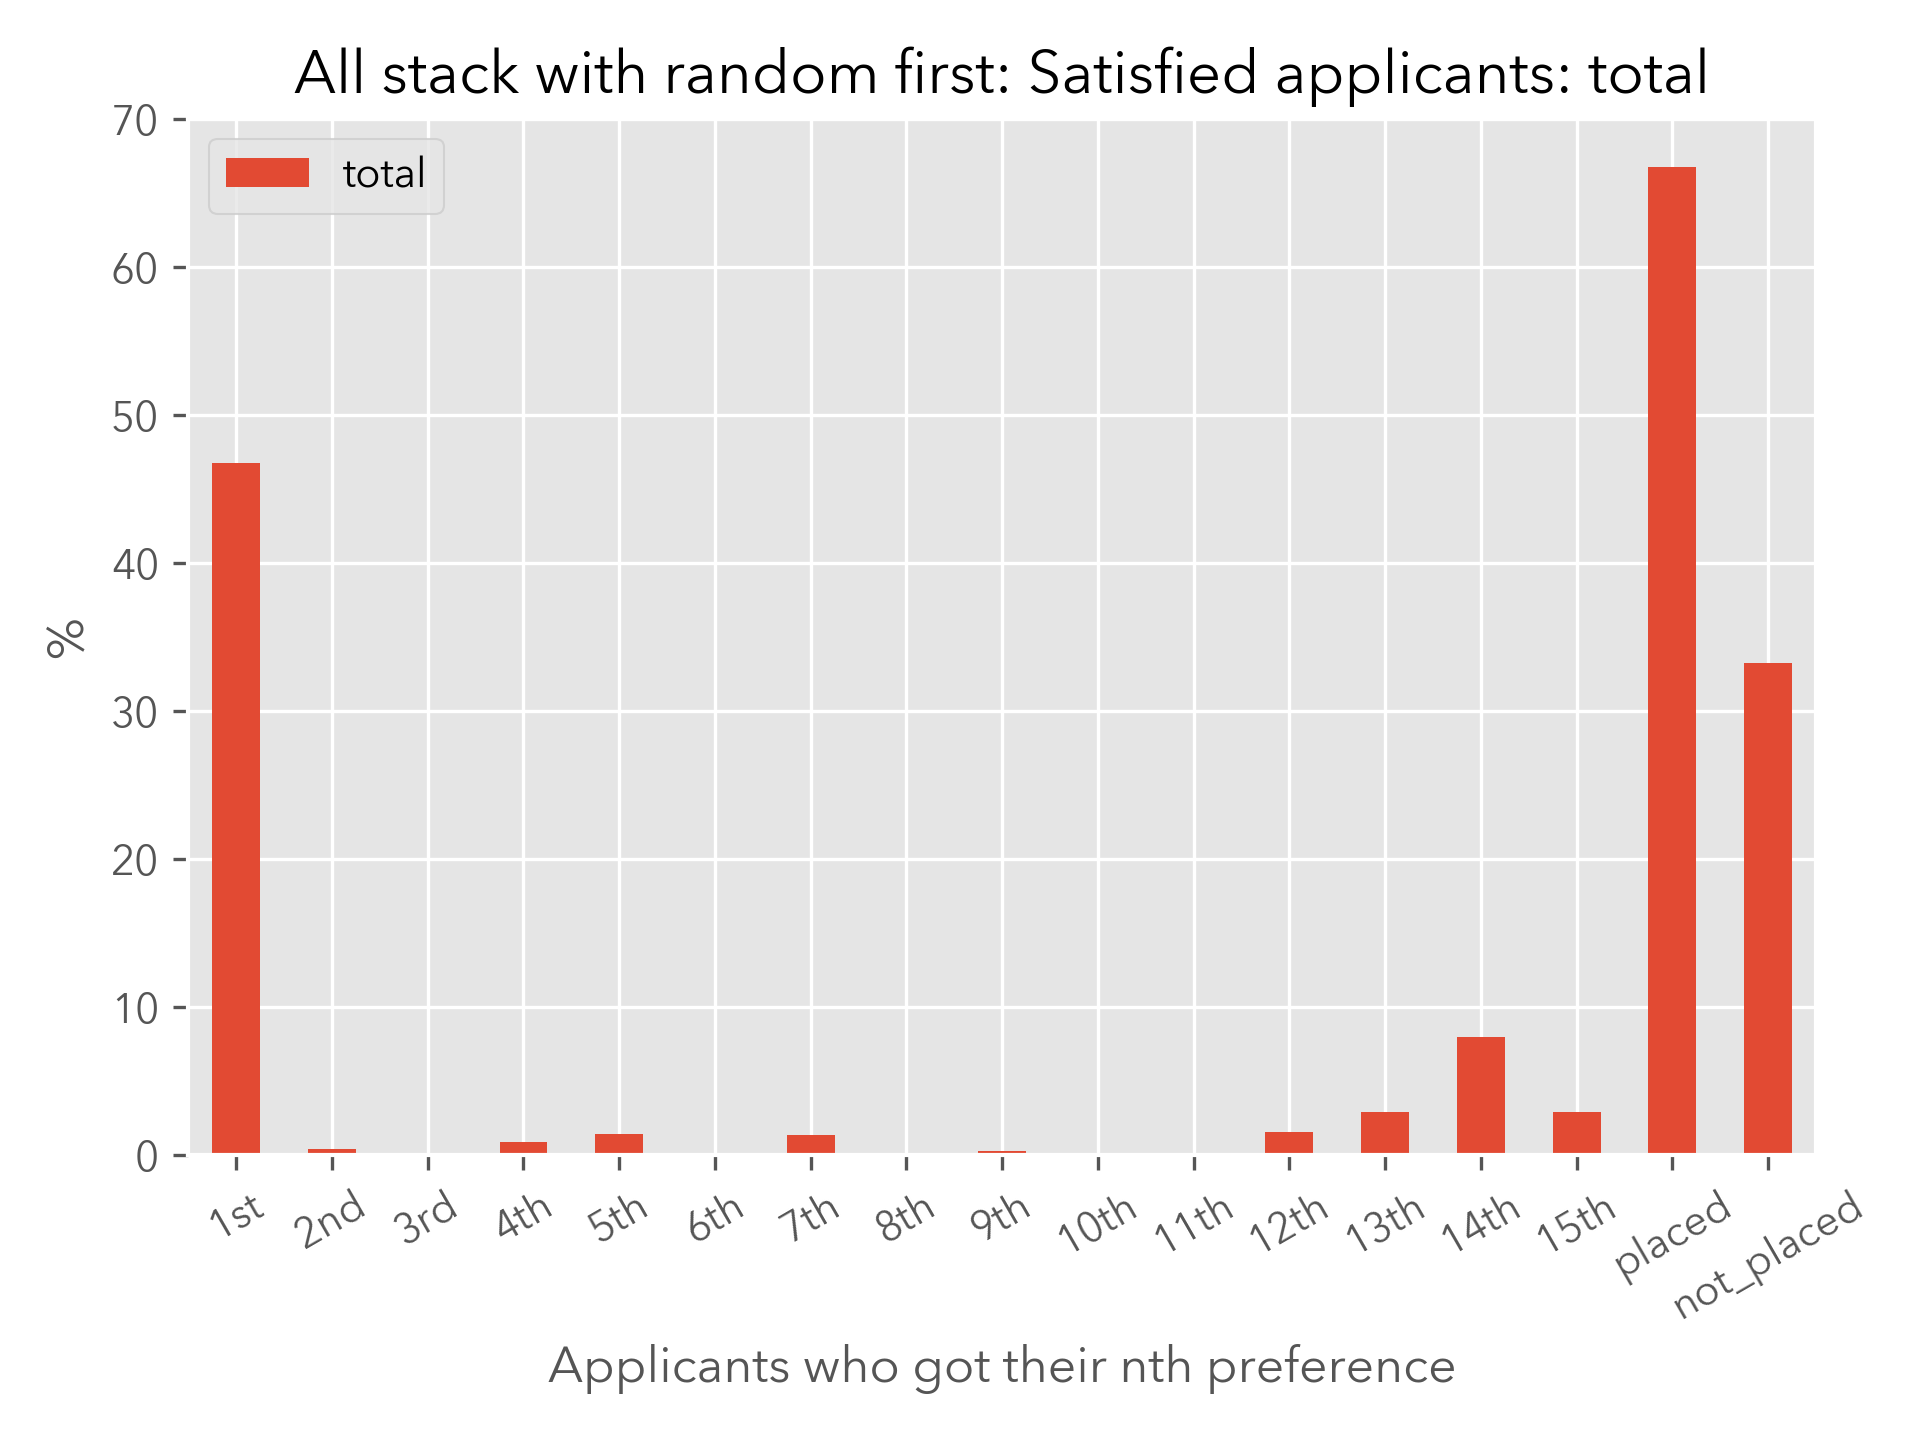 All stack with random first: Satisfied applicants: total
total
70
60
50
40
30
20
10
0
%
1st
2nd
3rd
4th
5th
6th
7th
8th
9th
10th
11th
12th
13th
14th
15th
placed
not_placed
Applicants who got their nth preference